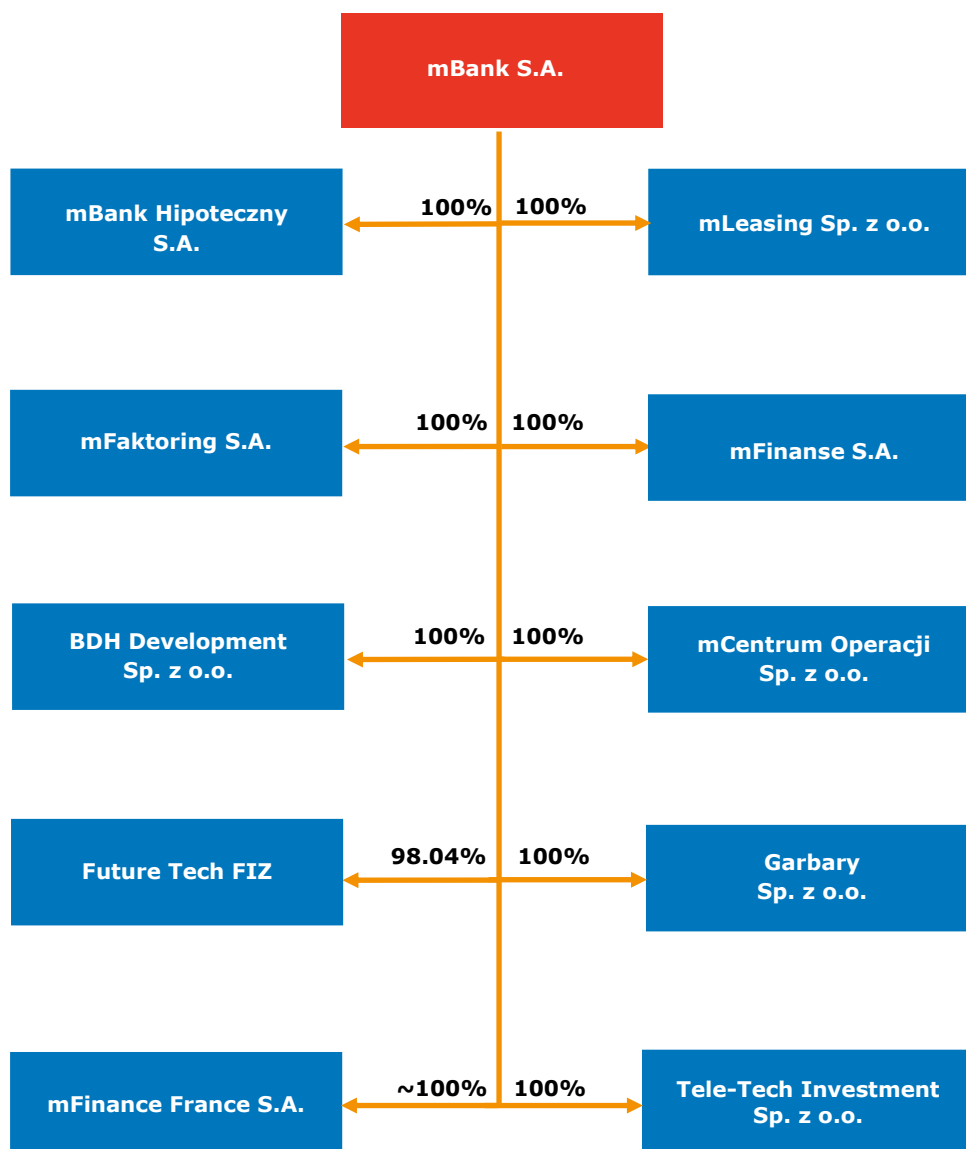 mBank S.A.
mBank Hipoteczny
S.A.
100%
100%
mLeasing Sp. z o.o.
mFaktoring S.A.
100%
100%
mFinanse S.A.
BDH Development
Sp. z o.o.
100%
100%
mCentrum Operacji
Sp. z o.o.
Future Tech FIZ
98.04%
100%
Garbary
Sp. z o.o.
mFinance France S.A.
~100%
100%
Tele-Tech Investment
Sp. z o.o.